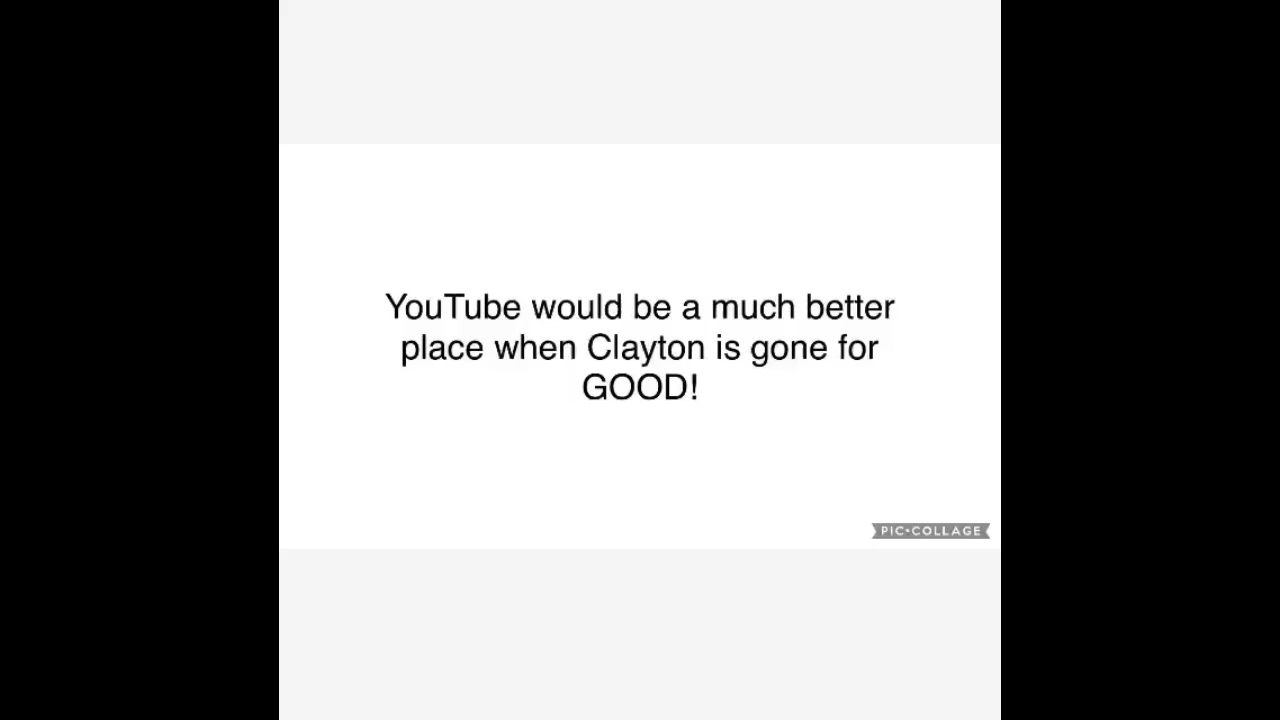 YouTube would be a much better
place when Clayton is gone for
GOOD!
PIC•COLLAGE